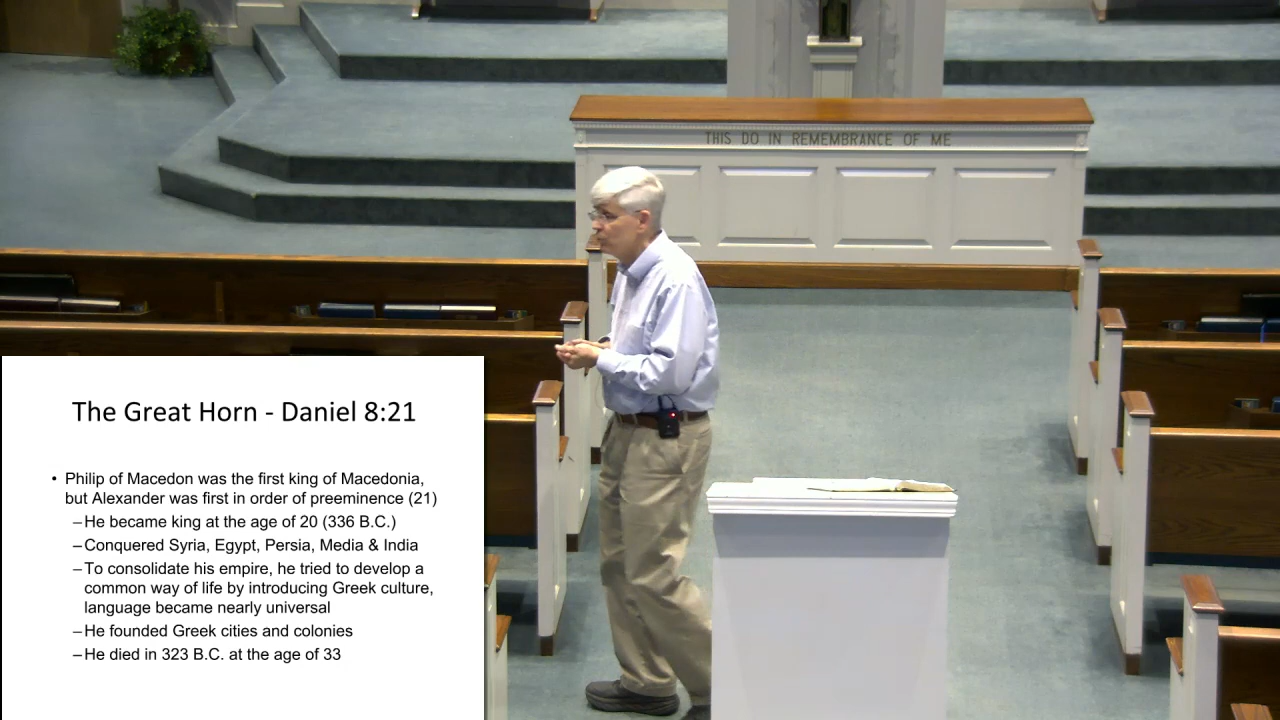 THIS DO IN REMEMBRANCE OF ME
The Great Horn - Daniel 8:21
• Philip of Macedon was the first king of Macedonia,
but Alexander was first in order of preeminence (21)
–He became king at the age of 20 (336 B.C.)
–Conquered Syria, Egypt, Persia, Media & India
–To consolidate his empire, he tried to develop a
common way of life by introducing Greek culture,
language became nearly universal
–He founded Greek cities and colonies
–He died in 323 B.C. at the age of 33